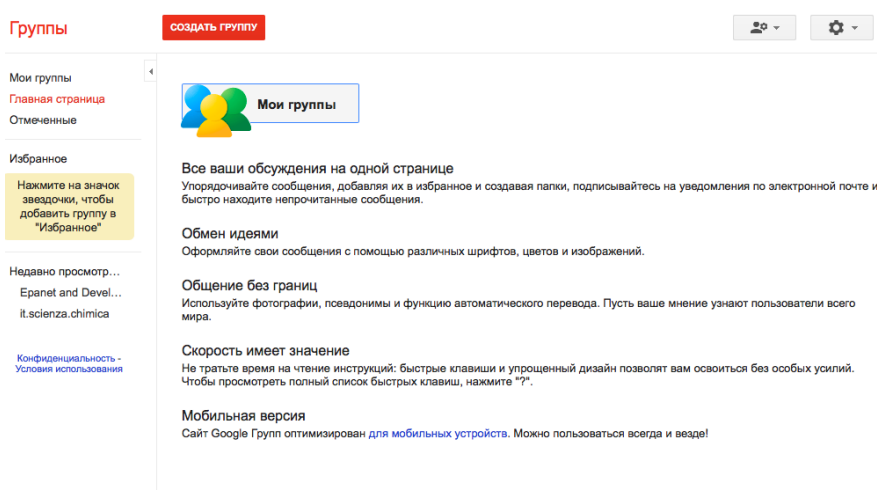 Группы
СОЗДАТЬ ГРУППУ
Мои группы
Главная страница
Отмеченные
Избранное
Нажмите на значок
звездочки, чтобы
добавить группу в
"Избранное"
Недавно просмотр...
Epanet and Devel...
it.scienza.chimica
Конфиденциальность -
Условия использования
Мои группы
Все ваши обсуждения на одной странице
Упорядочивайте сообщения, добавляя их в избранное и создавая папки, подписывайтесь на уведомления по электронной почте и
быстро находите непрочитанные сообщения.
Обмен идеями
Оформляйте свои сообщения с помощью различных шрифтов, цветов и изображений.
Общение без границ
Используйте фотографии, псевдонимы и функцию автоматического перевода. Пусть ваше мнение узнают пользователи всего
мира.
Скорость имеет значение
Не тратьте время на чтение инструкций: быстрые клавиши и упрощенный дизайн позволят вам освоиться без особых усилий.
Чтобы просмотреть полный список быстрых клавиш, нажмите "?".
Мобильная версия
Сайт Google Групп оптимизирован для мобильных устройств. Можно пользоваться всегда и везде!